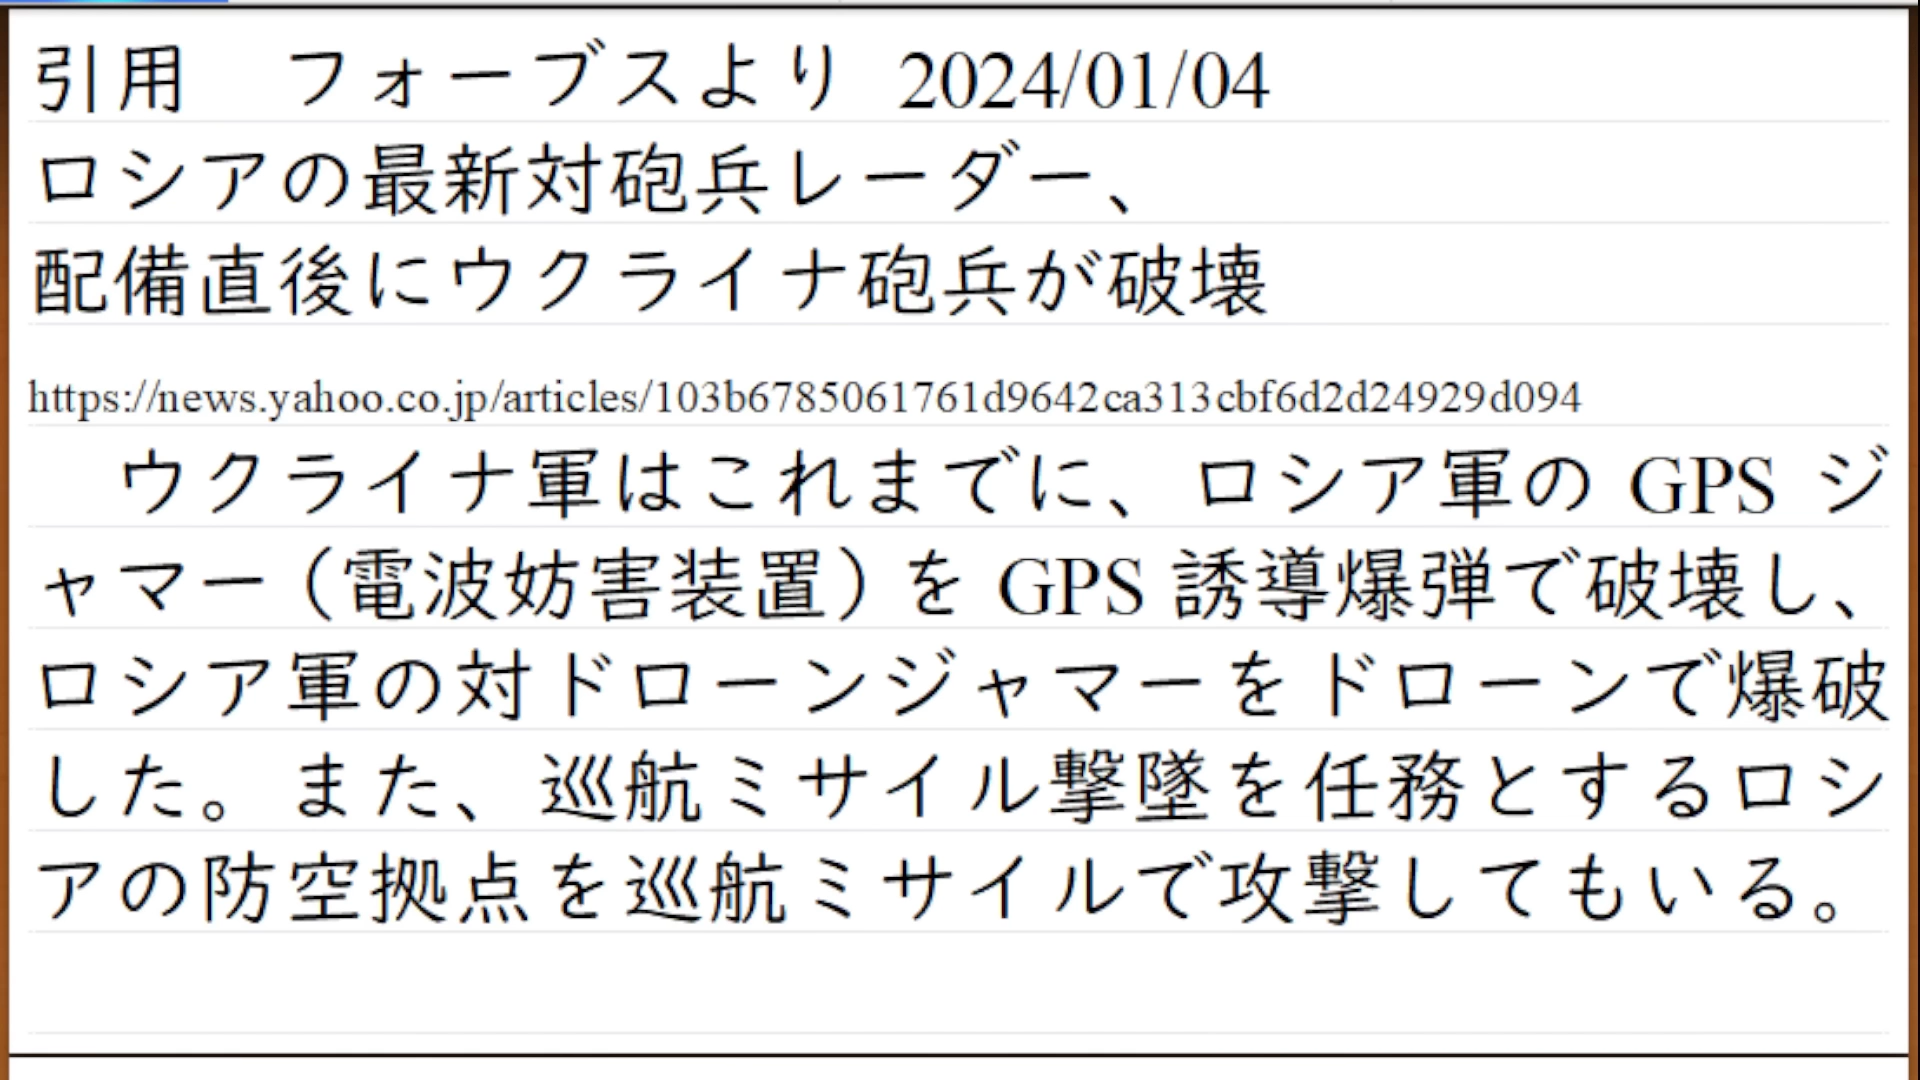 引用　フォーブスより 2024/01/04
ロシアの最新対砲兵レーダー、
配備直後にウクライナ砲兵が破壊
https://news.yahoo.co.jp/articles/103b6785061761d9642ca313cbf6d2d24929d094
　ウクライナ軍はこれまでに、ロシア軍の GPS ジ
ャマー（電波妨害装置）を GPS 誘導爆弾で破壊し、
ロシア軍の対ドローンジャマーをドローンで爆破
した。また、巡航ミサイル撃墜を任務とするロシ
アの防空拠点を巡航ミサイルで攻撃してもいる。